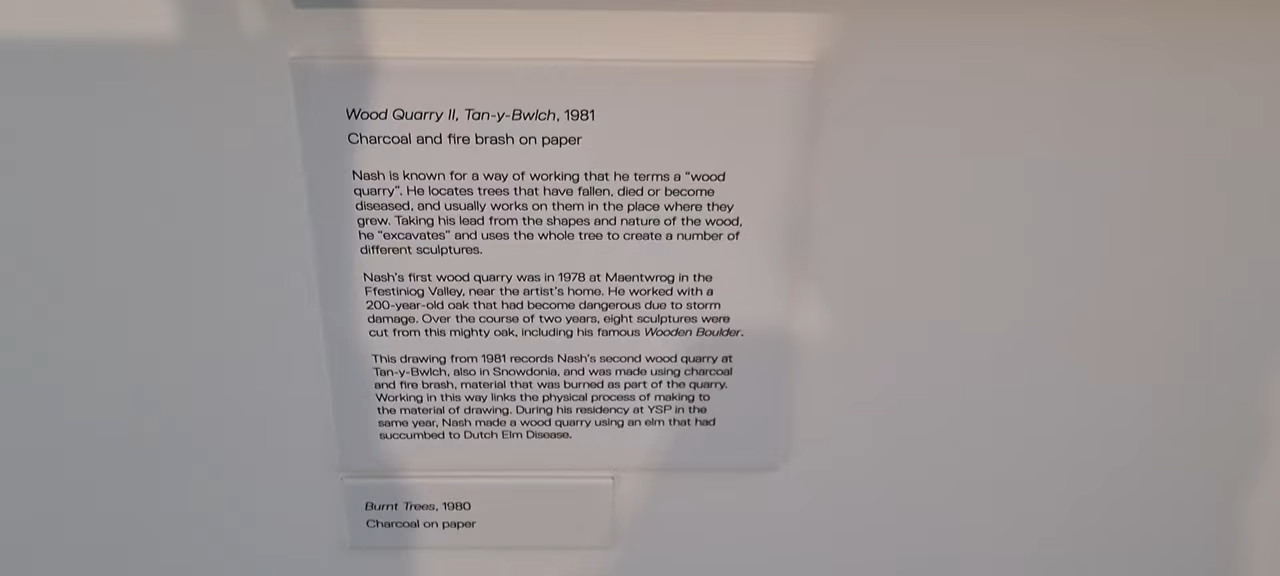 Wood Quarry II, Tan-y-Bwlch, 1981
Charcoal and fire brash on paper
Nash is known for a way of working that he terms a "wood
quarry". He locates trees that have fallen, died or become
diseased, and usually works on them in the place where they
grew. Taking his lead from the shapes and nature of the wood,
he "excavates" and uses the whole tree to create a number of
different sculptures.
Nash's first wood quarry was in 1978 at Maentwrog in the
Ffestiniog Valley, near the artist's home. He worked with a
200-year-old oak that had become dangerous due to storm
damage. Over the course of two years, eight sculptures were
cut from this mighty oak, including his famous Wooden Boulder.
This drawing from 1981 records Nash's second wood quarry at
Tan-y-Bwlch, also in Snowdonia, and was made using charcoal
and fire brash, material that was burned as part of the quarry.
Working in this way links the physical process of making to
the material of drawing. During his residency at YSP in the
same year, Nash made a wood quarry using an elm that had
succumbed to Dutch Elm Disease.
Burnt Trees, 1980
Charcoal on paper